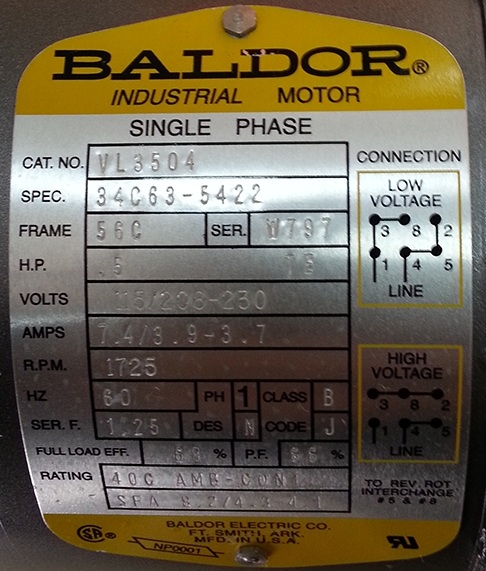 BALDOR®
INDUSTRIAL MOTOR
SINGLE PHASE
CAT. NO. VL3504
SPEC. 34C63-5422
FRAME 56C SER. W797
H.P. .5
VOLTS 115/208-230
AMPS 7.4/3.9-3.7
R.P.M. 1725
HZ 60 PH 1 CLASS B
SER. F. 1.25 DES N CODE J
FULL LOAD EFF. % P.F. 66 %
RATING 40C AMB-CONT
SFA
CONNECTION
LOW
VOLTAGE
3 8 2
1 4 5
LINE
HIGH
VOLTAGE
3 8 2
1 4 5
LINE
TO REV. ROT
INTERCHANGE
#5 & #8
BALDOR ELECTRIC CO.
FT. SMITH, ARK.
MFD. IN U.S.A.
NP0001